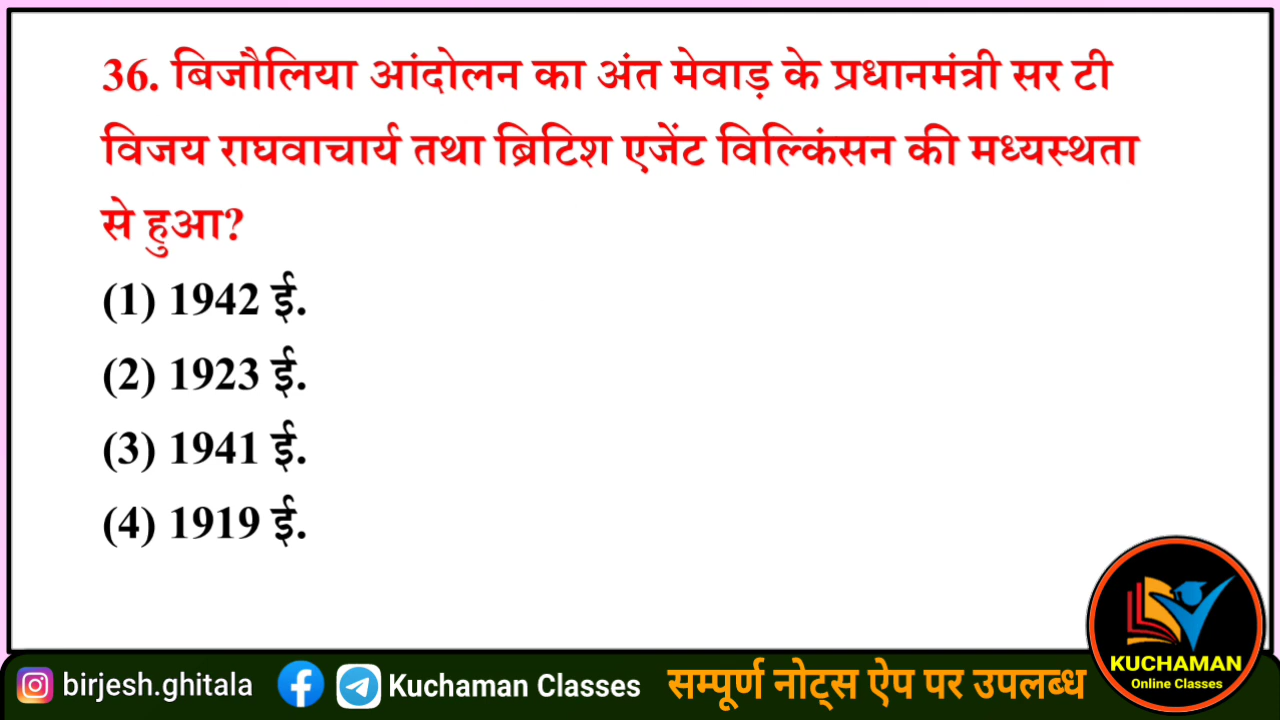 36. बिजौलिया आंदोलन का अंत मेवाड़ के प्रधानमंत्री सर टी
विजय राघवाचार्य तथा ब्रिटिश एजेंट विल्किंसन की मध्यस्थता
से हुआ?
(1) 1942 ई.
(2) 1923 ई.
(3) 1941 ई.
(4) 1919 ई.
KUCHAMAN
Online Classes
birjesh.ghitala Kuchaman Classes सम्पूर्ण नोट्स ऐप पर उपलब्ध